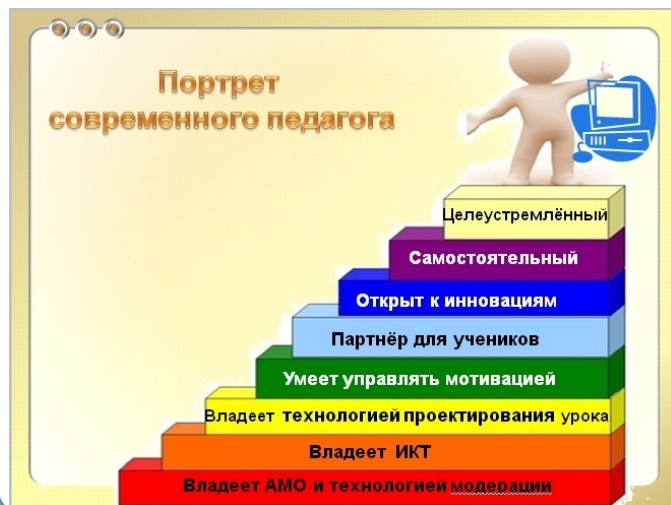 Портрет
современного педагога
Целеустремлённый
Самостоятельный
Открыт к инновациям
Партнёр для учеников
Умеет управлять мотивацией
Владеет технологией проектирования урока
Владеет ИКТ
Владеет АМО и технологией модерации